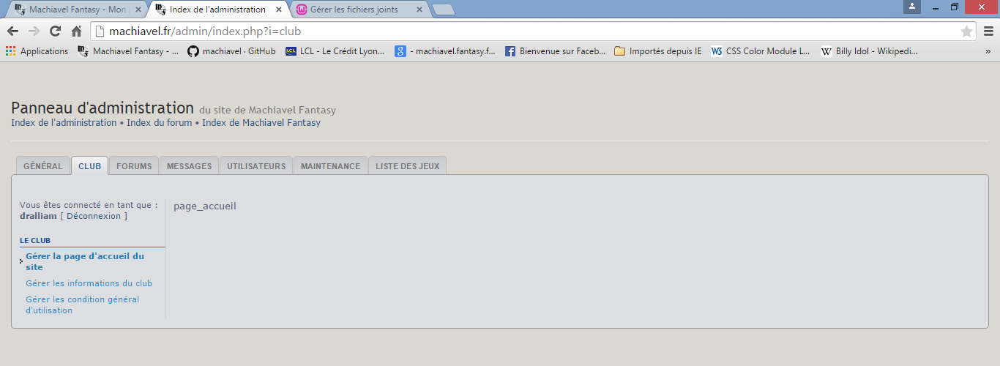 Machiavel Fantasy - Mon
Index de l'administration
Gérer les fichiers joints
machiavel.fr/admin/index.php?i=club
Applications
Machiavel Fantasy - ...
machiavel · GitHub
LCL - Le Crédit Lyon...
- machiavel.fantasy.f...
Bienvenue sur Faceb...
Importés depuis IE
CSS Color Module L...
Billy Idol - Wikipedi...
»
Panneau d'administration du site de Machiavel Fantasy
Index de l'administration • Index du forum • Index de Machiavel Fantasy
GÉNÉRAL
CLUB
FORUMS
MESSAGES
UTILISATEURS
MAINTENANCE
LISTE DES JEUX
Vous êtes connecté en tant que :
dralliam [ Déconnexion ]
LE CLUB
Gérer la page d'accueil du
site
Gérer les informations du club
Gérer les condition général
d'utilisation
page_accueil